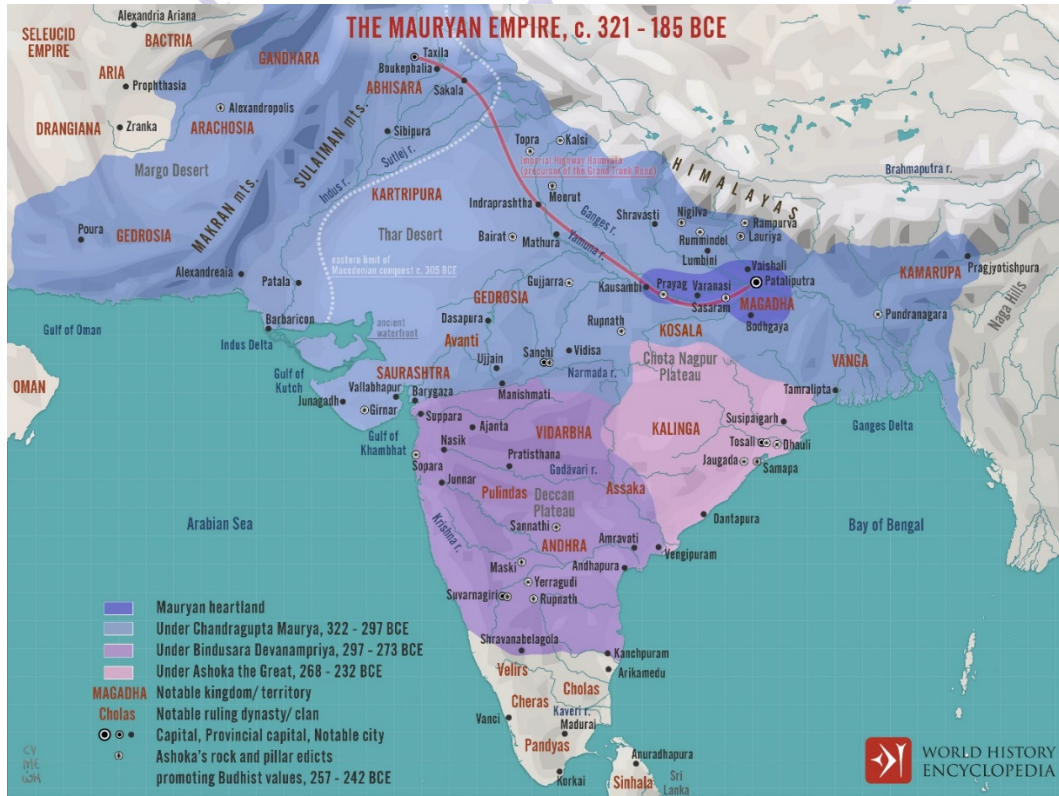 THE MAURYAN EMPIRE, c. 321 - 185 BCE
Alexandria Ariana
SELEUCID
EMPIRE
BACTRIA
ARIA
Prophthasia
GANDHARA
Taxila
Boukephalia
ABHISARA
Sakala
Alexandropolis
ARACHOSIA
DRANGIANA
Zranka
SULAIMAN mts.
Sibipura
Sutlej r.
Topra
Kalsi
Imperial Highway Haumvata
(precursor of the Grand Trunk Road)
HIMALAYAS
Brahmaputra r.
Margo Desert
Indus r.
KARTRIPURA
Meerut
Indraprashtha
Ganges r.
Shravasti
Nigliva
Rampurva
Rummindel
Lauriya
Lumbini
Poura
GEDROSIA
MAKRAN mts.
Thar Desert
Bairat
Mathura
Yamuna r.
Vaishali
KAMARUPA
Pragjyotishpura
Alexandreaia
Patala
eastern limit of
Macedonian conquest c. 305 BCE
Gujjarra
Kausambi
Prayag
Varanasi
Pataliputra
Sasaram
MAGADHA
Naga Hills
GEDROSIA
Dasapura
Rupnath
KOSALA
Bodhgaya
Pundranagara
Barbaricon
Gulf of Oman
Indus Delta
ancient
waterfront
Avanti
Sanchi
Vidisa
Chota Nagpur
Plateau
VANGA
Ujjain
Narmada r.
OMAN
Gulf of
Kutch
SAURASHTRA
Vallabhapur
Barygaza
Manishmati
Tamralipta
Junagadh
Girnar
Suppara
Ajanta
VIDARBHA
KALINGA
Susipaigarh
Ganges Delta
Gulf of
Khambhat
Nasik
Tosali
Dhauli
Sopara
Pratisthana
Godāvari r.
Jaugada
Samapa
Junnar
Pulindas
Deccan
Plateau
Assaka
Arabian Sea
Krishna r.
Sannathi
Dantapura
Bay of Bengal
ANDHRA
Amravati
Vengipuram
Maski
Andhapura
Yerragudi
Suvarnagiri
Rupnath
Shravanabelagola
Kanchpuram
Velirs
Arikamedu
Cheras
Cholas
Vanci
Kaveri r.
Madurai
Pandyas
Anuradhapura
Korkai
Sinhala
Sri
Lanka
Mauryan heartland
Under Chandragupta Maurya, 322 - 297 BCE
Under Bindusara Devanampriya, 297 - 273 BCE
Under Ashoka the Great, 268 - 232 BCE
MAGADHA Notable kingdom/ territory
Cholas Notable ruling dynasty/ clan
Capital, Provincial capital, Notable city
Ashoka's rock and pillar edicts
promoting Budhist values, 257 - 242 BCE
WORLD HISTORY
ENCYCLOPEDIA